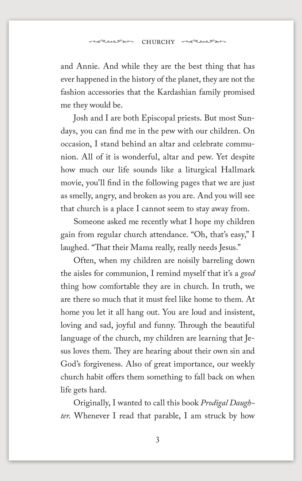 CHURCHY
and Annie. And while they are the best thing that has
ever happened in the history of the planet, they are not the
fashion accessories that the Kardashian family promised
me they would be.
Josh and I are both Episcopal priests. But most Sun-
days, you can find me in the pew with our children. On
occasion, I stand behind an altar and celebrate commu-
nion. All of it is wonderful, altar and pew. Yet despite
how much our life sounds like a liturgical Hallmark
movie, you'll find in the following pages that we are just
as smelly, angry, and broken as you are. And you will see
that church is a place I cannot seem to stay away from.
Someone asked me recently what I hope my children
gain from regular church attendance. “Oh, that's easy,” I
laughed. “That their Mama really, really needs Jesus.”
Often, when my children are noisily barreling down
the aisles for communion, I remind myself that it's a good
thing how comfortable they are in church. In truth, we
are there so much that it must feel like home to them. At
home you let it all hang out. You are loud and insistent,
loving and sad, joyful and funny. Through the beautiful
language of the church, my children are learning that Je-
sus loves them. They are hearing about their own sin and
God's forgiveness. Also of great importance, our weekly
church habit offers them something to fall back on when
life gets hard.
Originally, I wanted to call this book Prodigal Daugh-
ter. Whenever I read that parable, I am struck by how
3